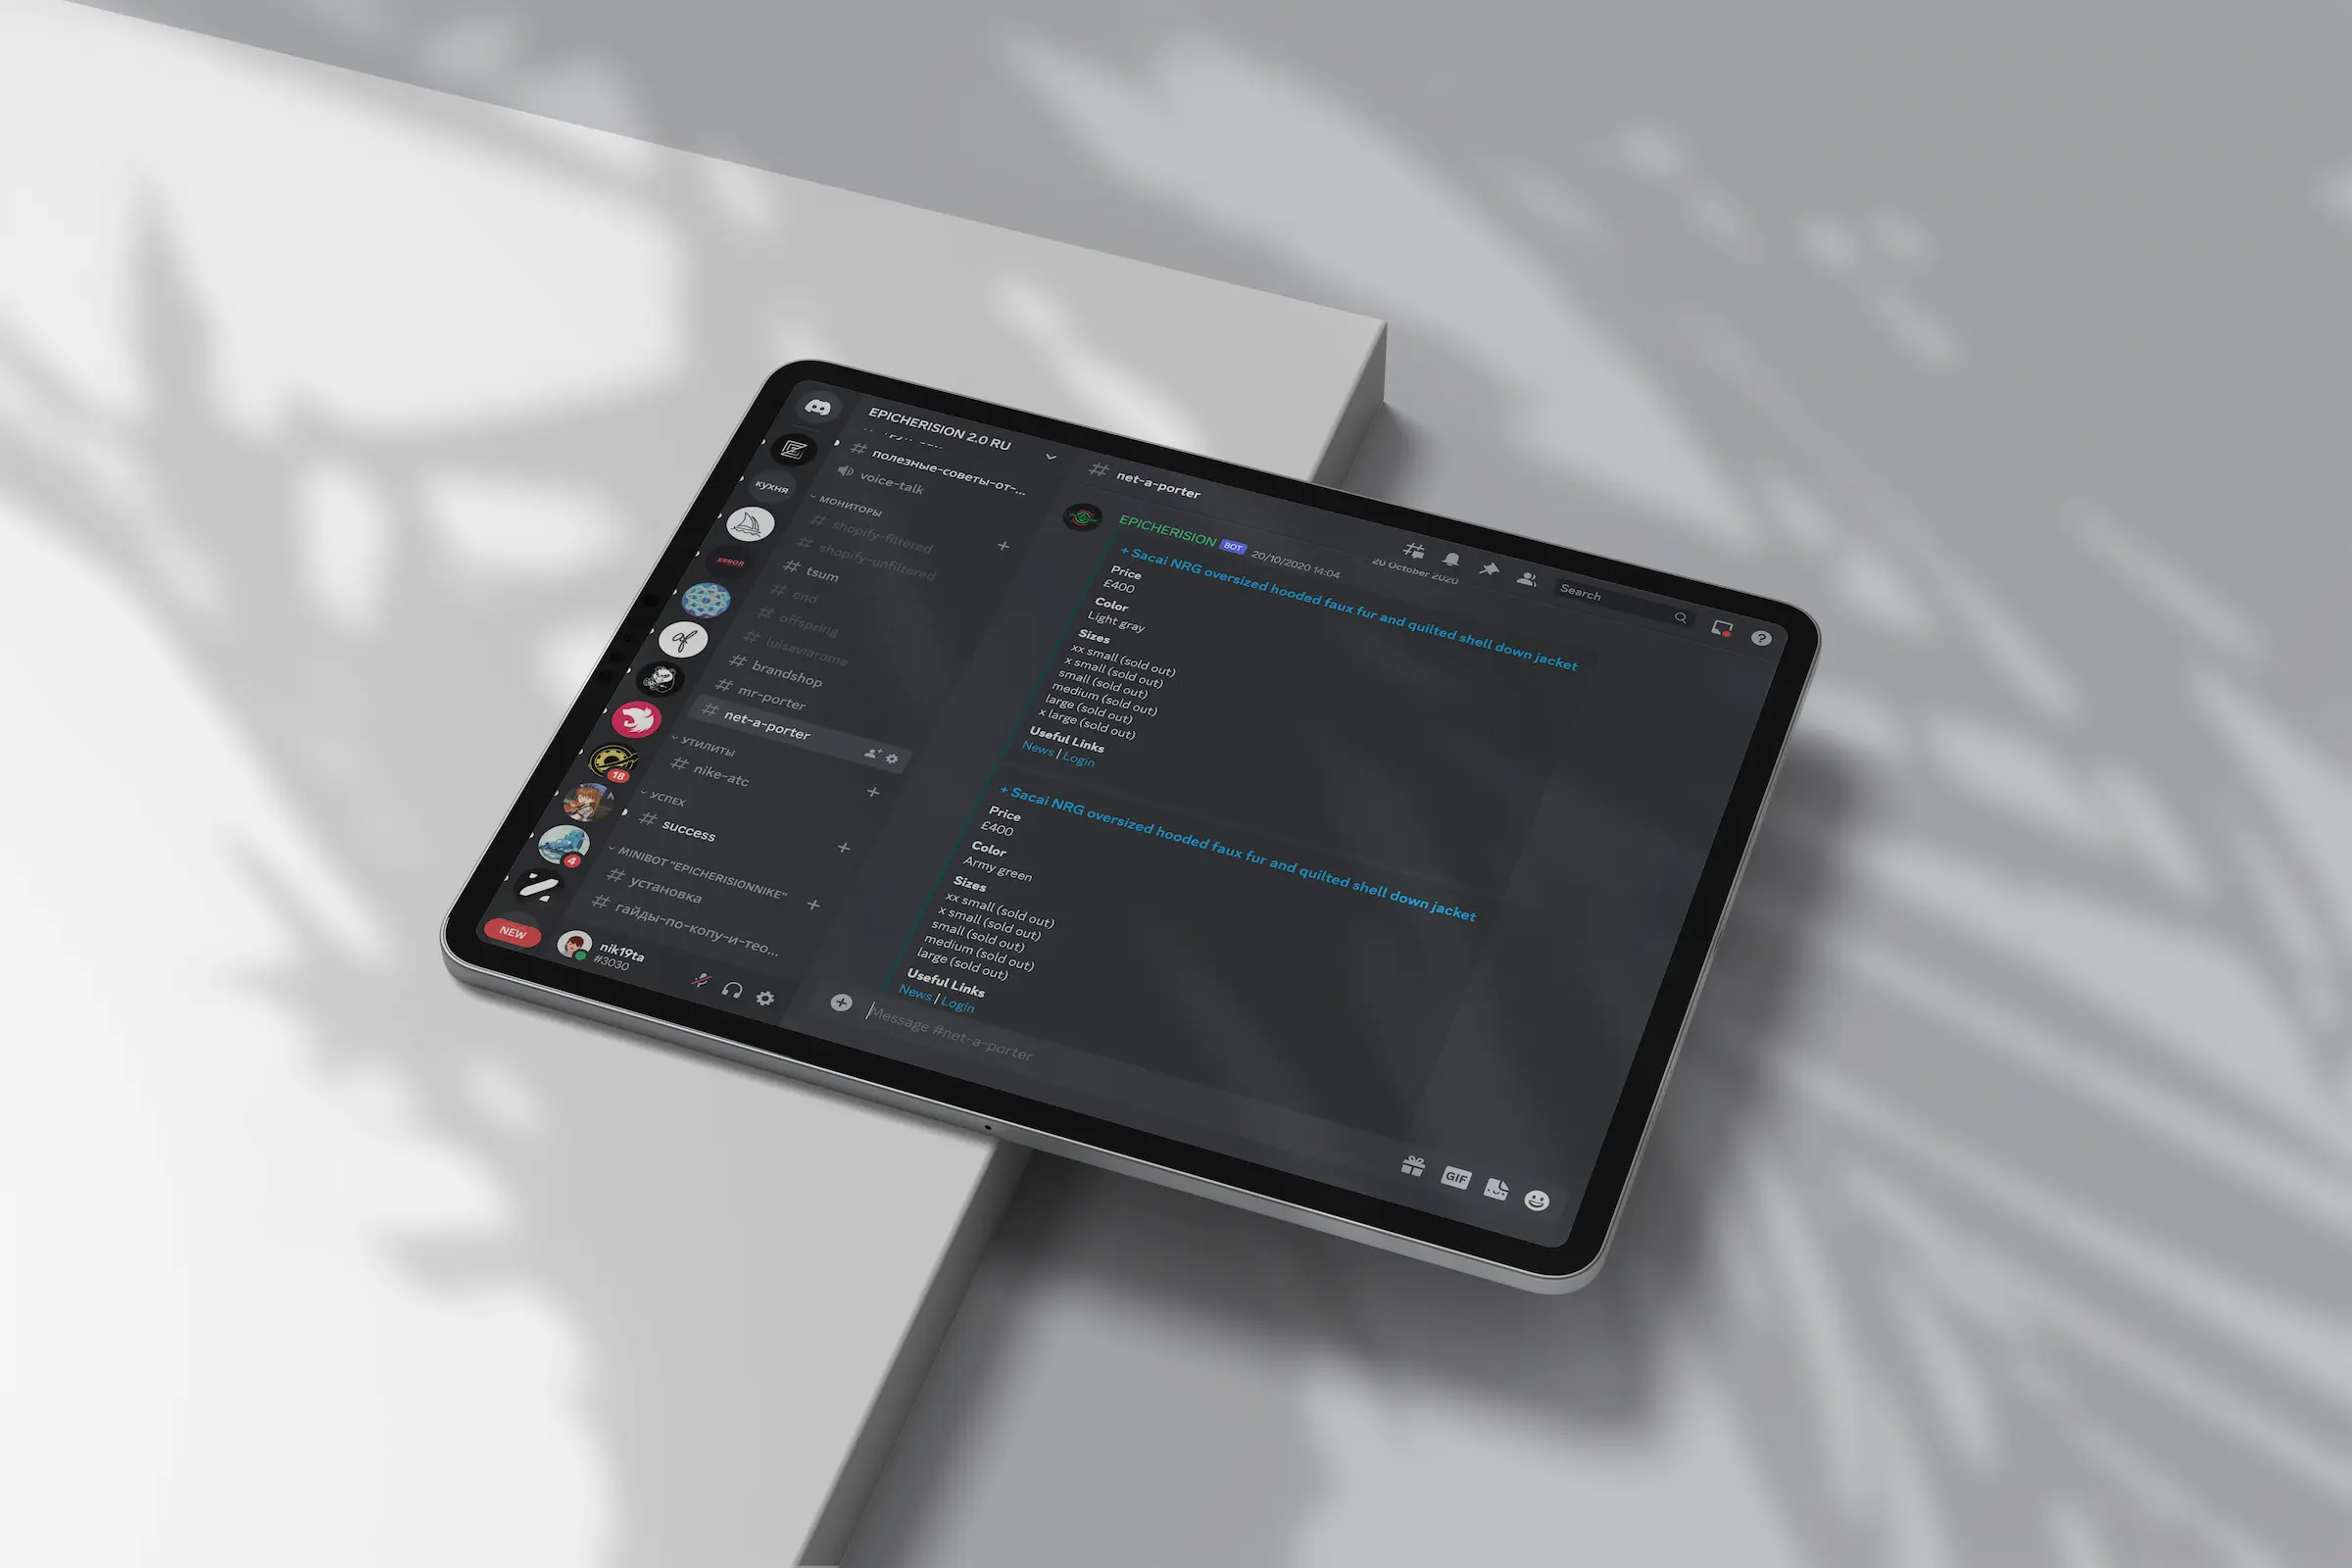 EPICHERISION 2.0 RU
полезные-советы-от-...
voice-talk
МОНИТОРЫ
shopify-filtered
shopify-unfiltered
tsum
end
offspring
luisaviaroma
brandshop
mr-porter
net-a-porter
УТИЛИТЫ
nike-atc
УСПЕХ
success
MINIBOT "EPICHERISIONNIKE"
установка
гайды-по-копу-и-тео...
КУХНЯ
ERROR
18
4
NEW
nik19ta
#3030
net-a-porter
Search
20 October 2020
EPICHERISION BOT 20/10/2020 14:04
+ Sacai NRG oversized hooded faux fur and quilted shell down jacket
Price
£400
Color
Light gray
Sizes
xx small (sold out)
x small (sold out)
small (sold out)
medium (sold out)
large (sold out)
x large (sold out)
Useful Links
News | Login
+ Sacai NRG oversized hooded faux fur and quilted shell down jacket
Price
£400
Color
Army green
Sizes
xx small (sold out)
x small (sold out)
small (sold out)
medium (sold out)
large (sold out)
Useful Links
News | Login
Message #net-a-porter
GIF